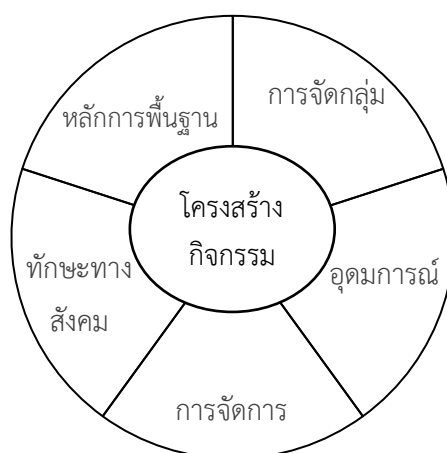 หลักการพื้นฐาน
การจัดกลุ่ม
โครงสร้าง
กิจกรรม
ทักษะทาง
สังคม
อุดมการณ์
การจัดการ